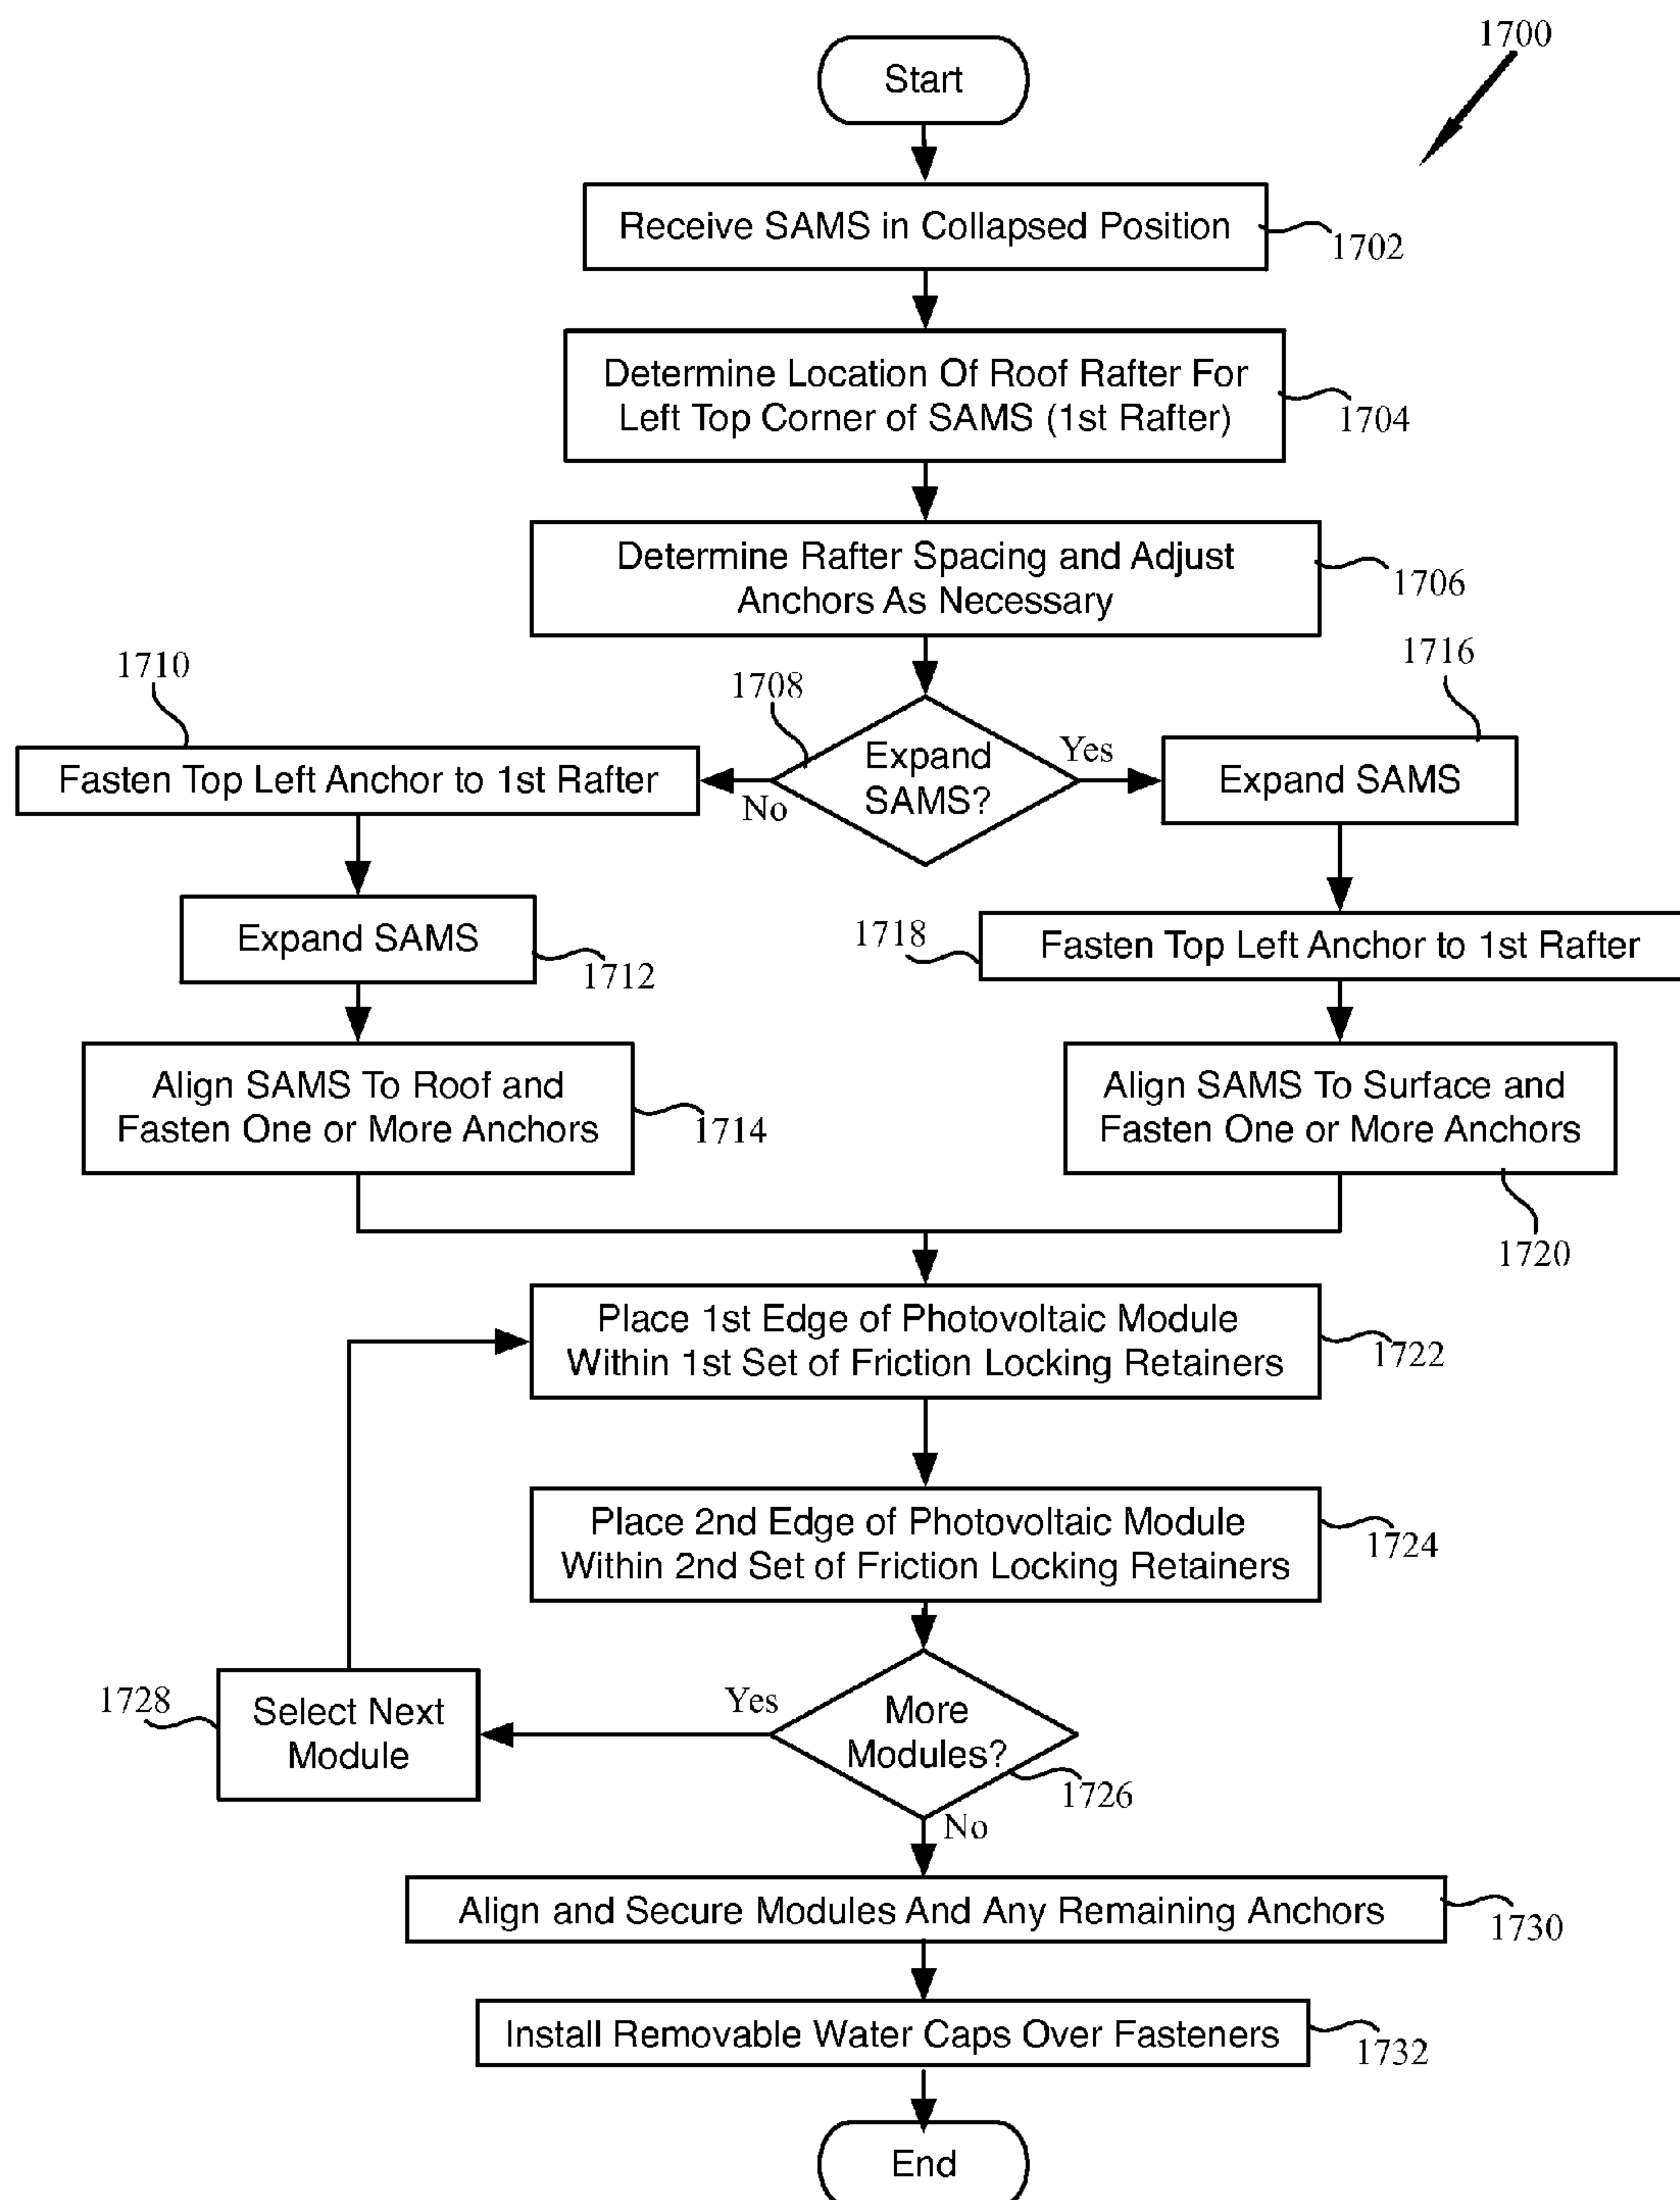 1700
Start
Receive SAMS in Collapsed Position
1702
Determine Location Of Roof Rafter For
Left Top Corner of SAMS (1st Rafter)
1704
Determine Rafter Spacing and Adjust
Anchors As Necessary
1706
1708
Expand
SAMS?
No
Yes
1710
Fasten Top Left Anchor to 1st Rafter
1716
Expand SAMS
Expand SAMS
1712
1718
Fasten Top Left Anchor to 1st Rafter
Align SAMS To Roof and
Fasten One or More Anchors
1714
Align SAMS To Surface and
Fasten One or More Anchors
1720
Place 1st Edge of Photovoltaic Module
Within 1st Set of Friction Locking Retainers
1722
Place 2nd Edge of Photovoltaic Module
Within 2nd Set of Friction Locking Retainers
1724
More
Modules?
1726
Yes
1728
Select Next
Module
No
Align and Secure Modules And Any Remaining Anchors
1730
Install Removable Water Caps Over Fasteners
1732
End